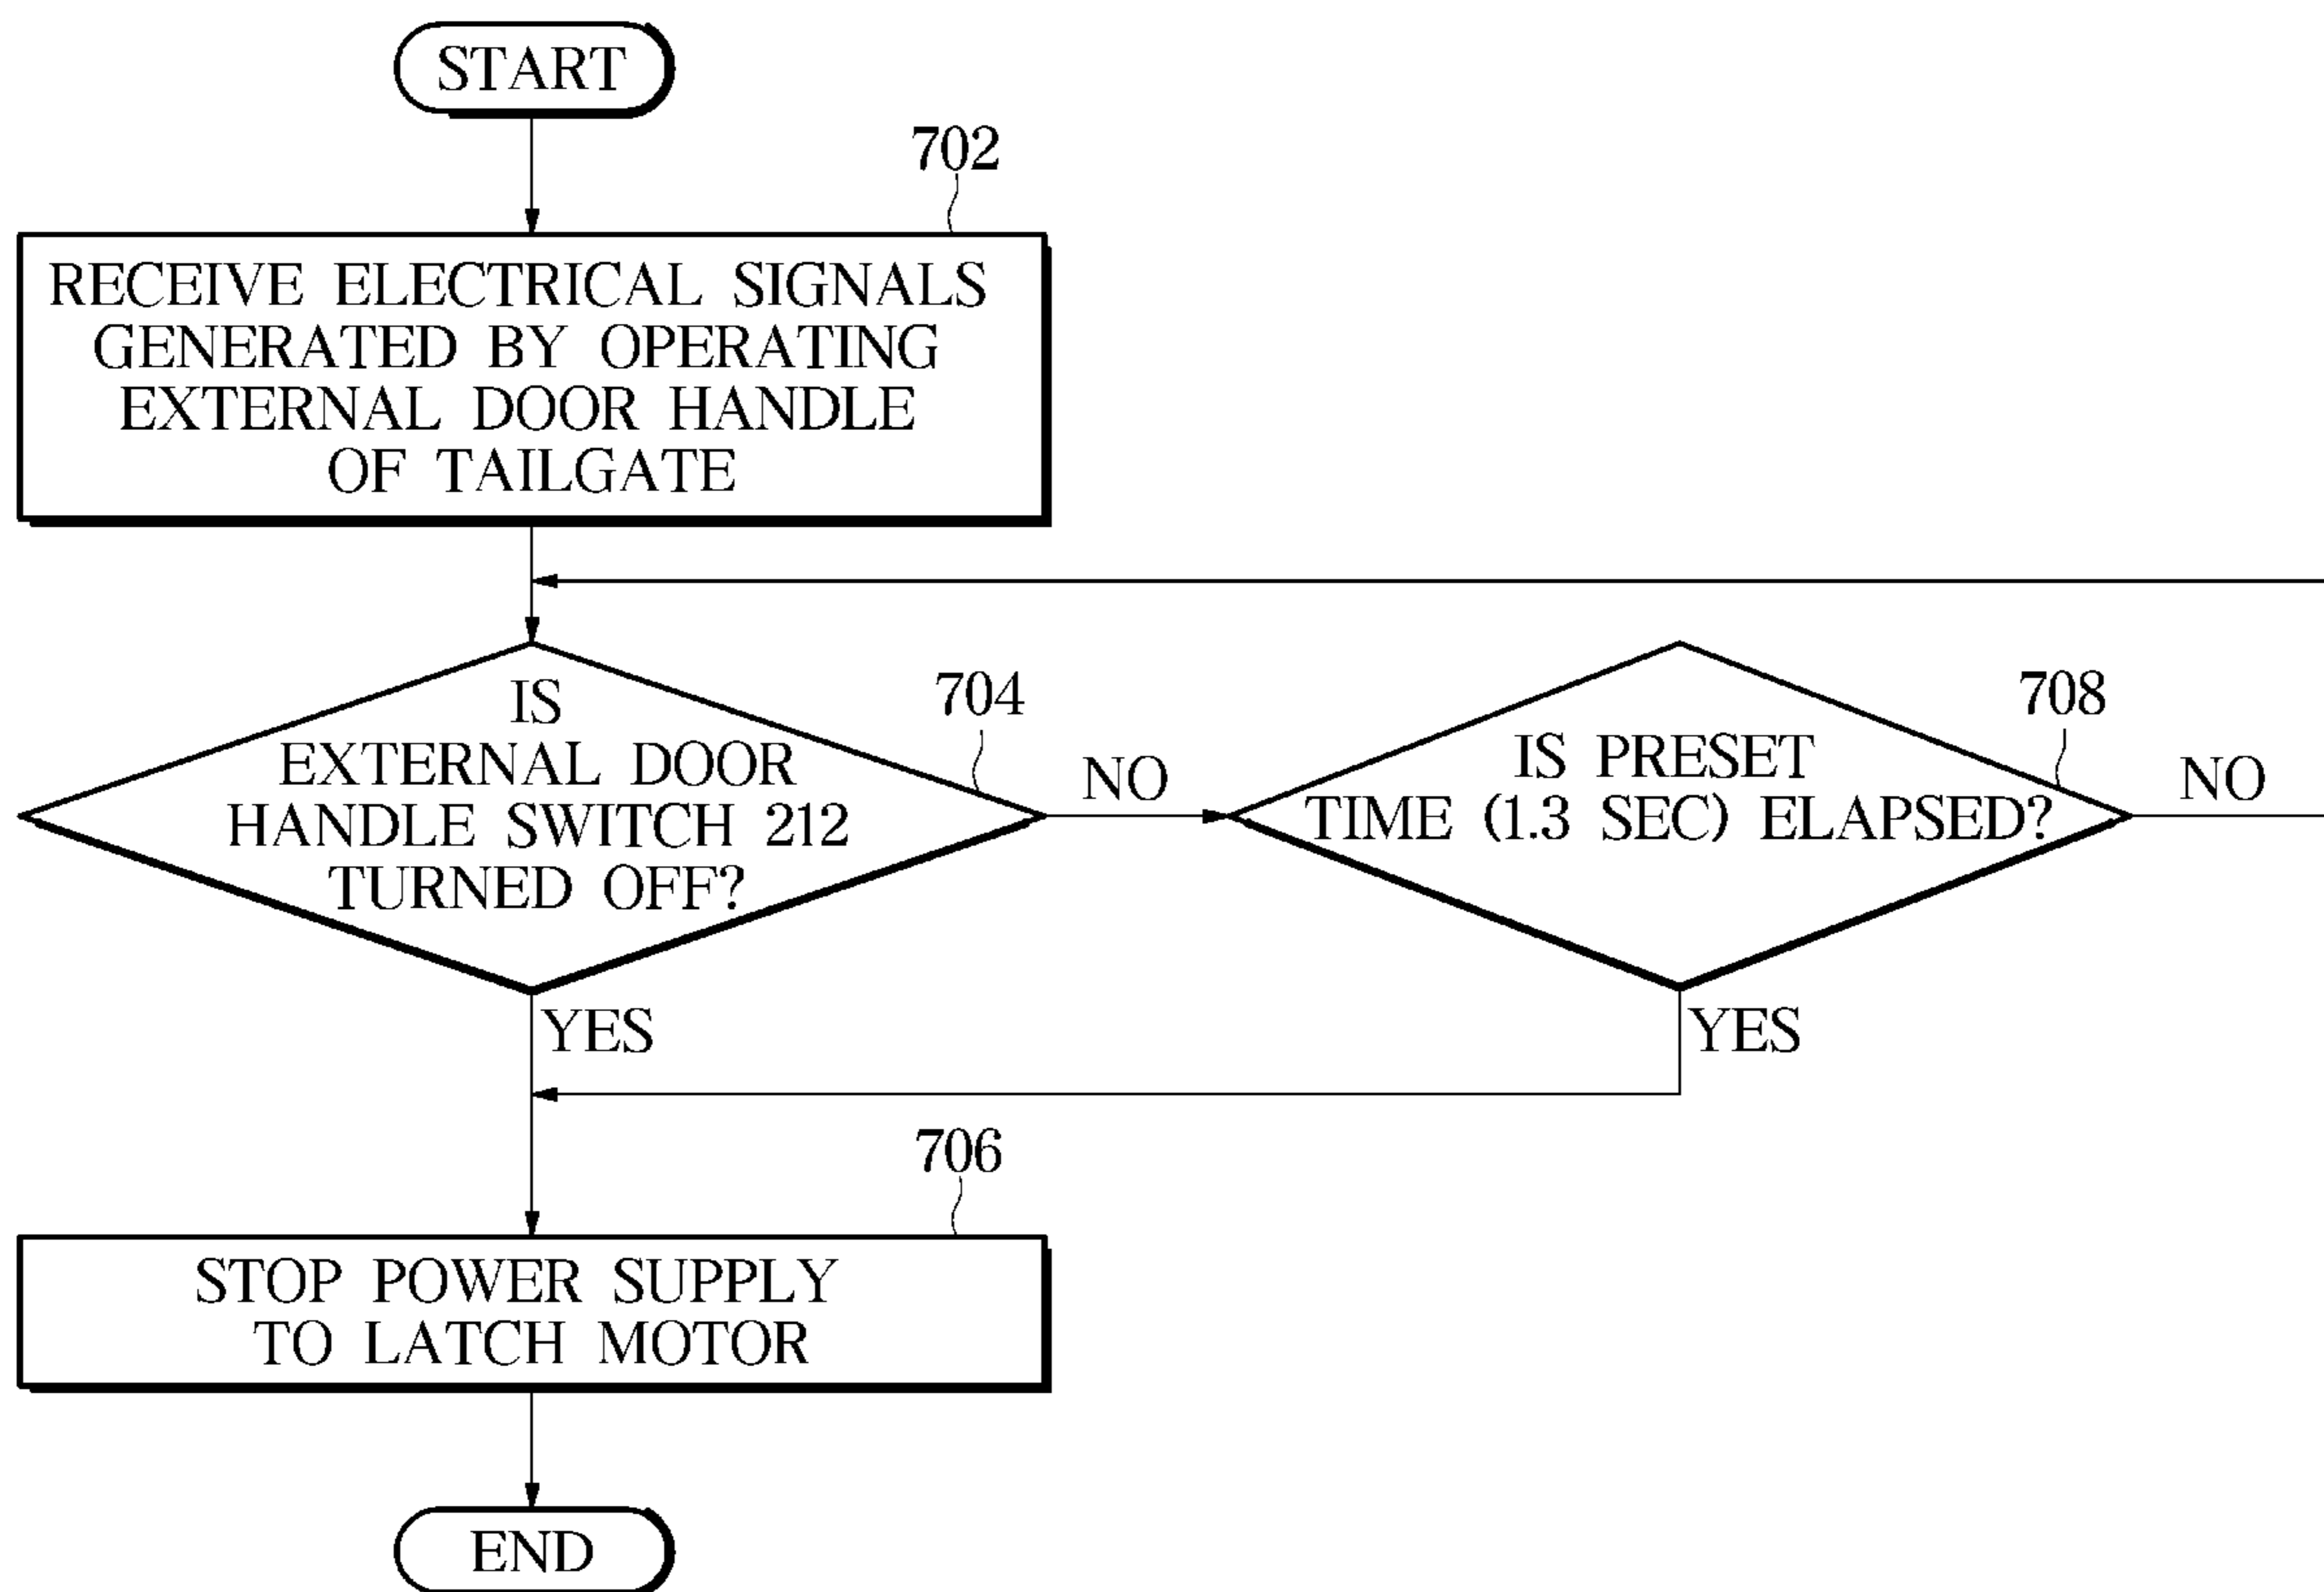 START
702
RECEIVE ELECTRICAL SIGNALS
GENERATED BY OPERATING
EXTERNAL DOOR HANDLE
OF TAILGATE
IS
EXTERNAL DOOR
HANDLE SWITCH 212
TURNED OFF?
704
NO
IS PRESET
TIME (1.3 SEC) ELAPSED?
708
NO
YES
YES
706
STOP POWER SUPPLY
TO LATCH MOTOR
END